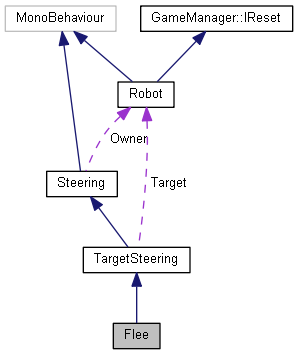 MonoBehaviour
GameManager::IReset
Robot
Owner
Steering
Target
TargetSteering
Flee